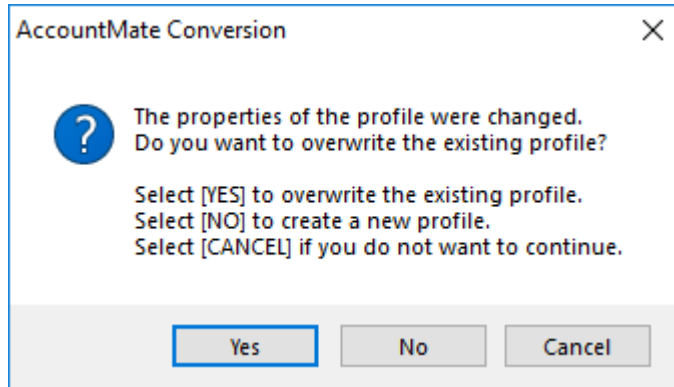 AccountMate Conversion
The properties of the profile were changed.
Do you want to overwrite the existing profile?
Select [YES] to overwrite the existing profile.
Select [NO] to create a new profile.
Select [CANCEL] if you do not want to continue.
Yes
No
Cancel